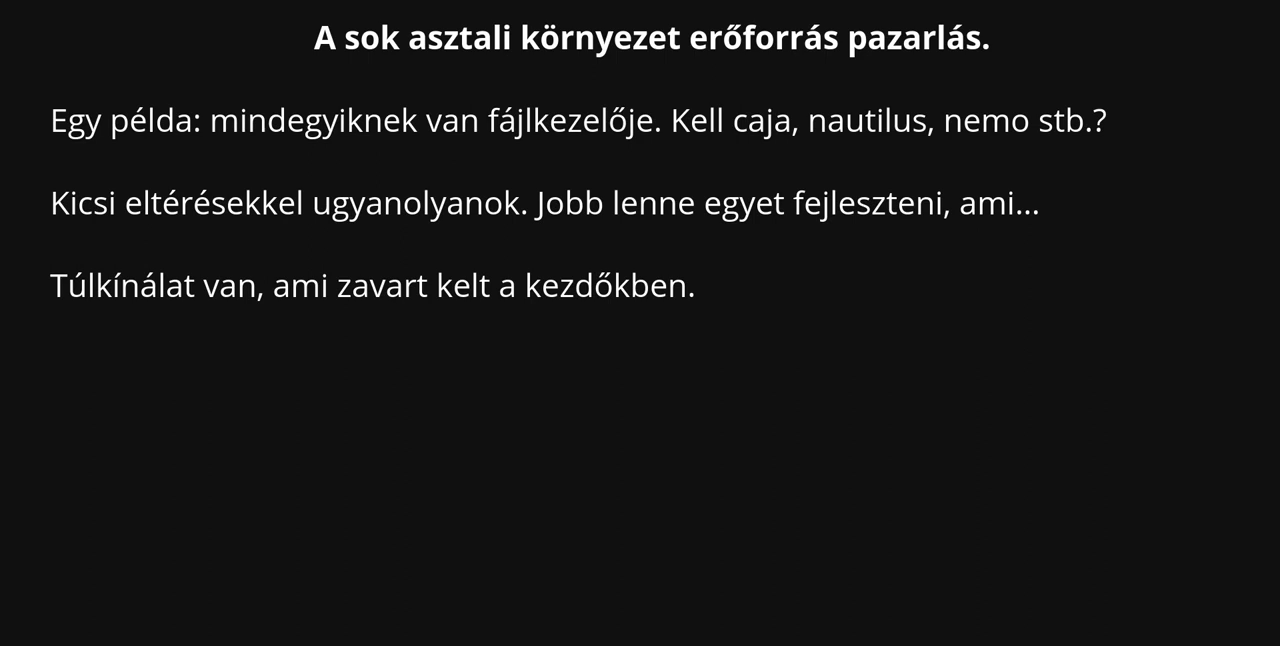 A sok asztali környezet erőforrás pazarlás.
Egy példa: mindegyiknek van fájlkezelője. Kell caja, nautilus, nemo stb.?
Kicsi eltérésekkel ugyanolyanok. Jobb lenne egyet fejleszteni, ami...
Túlkínálat van, ami zavart kelt a kezdőkben.